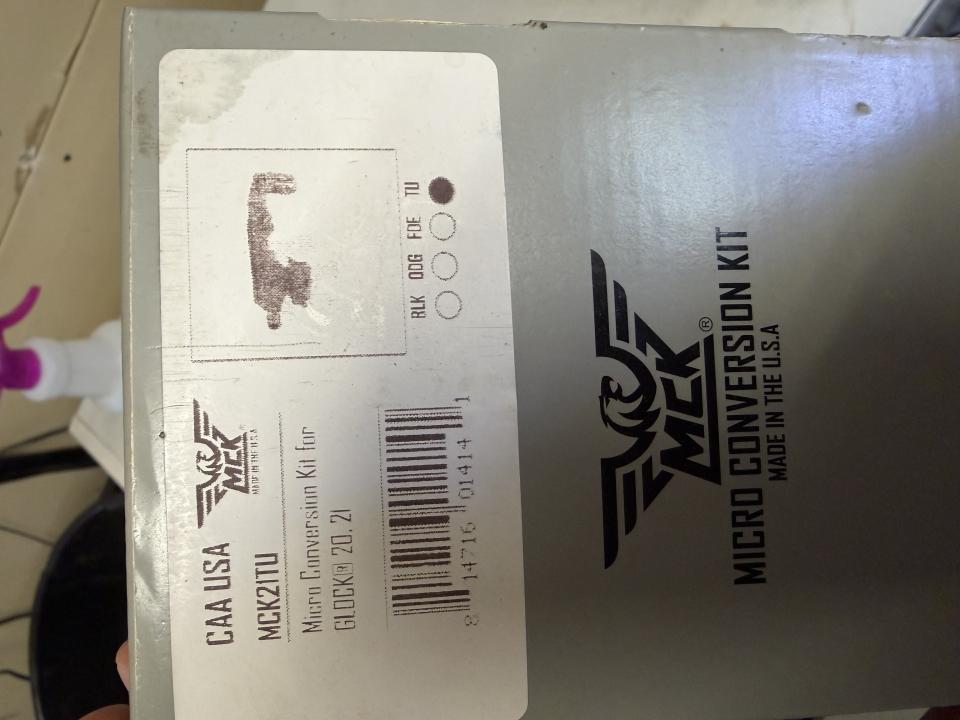 CAA USA
MCK21TU
MCK®
MADE IN THE U.S.A
Micro Conversion Kit for
GLOCK® 20, 21
8 14716 01414 1
BLK ODG FDE TU
MCK®
MICRO CONVERSION KIT
MADE IN THE U.S.A